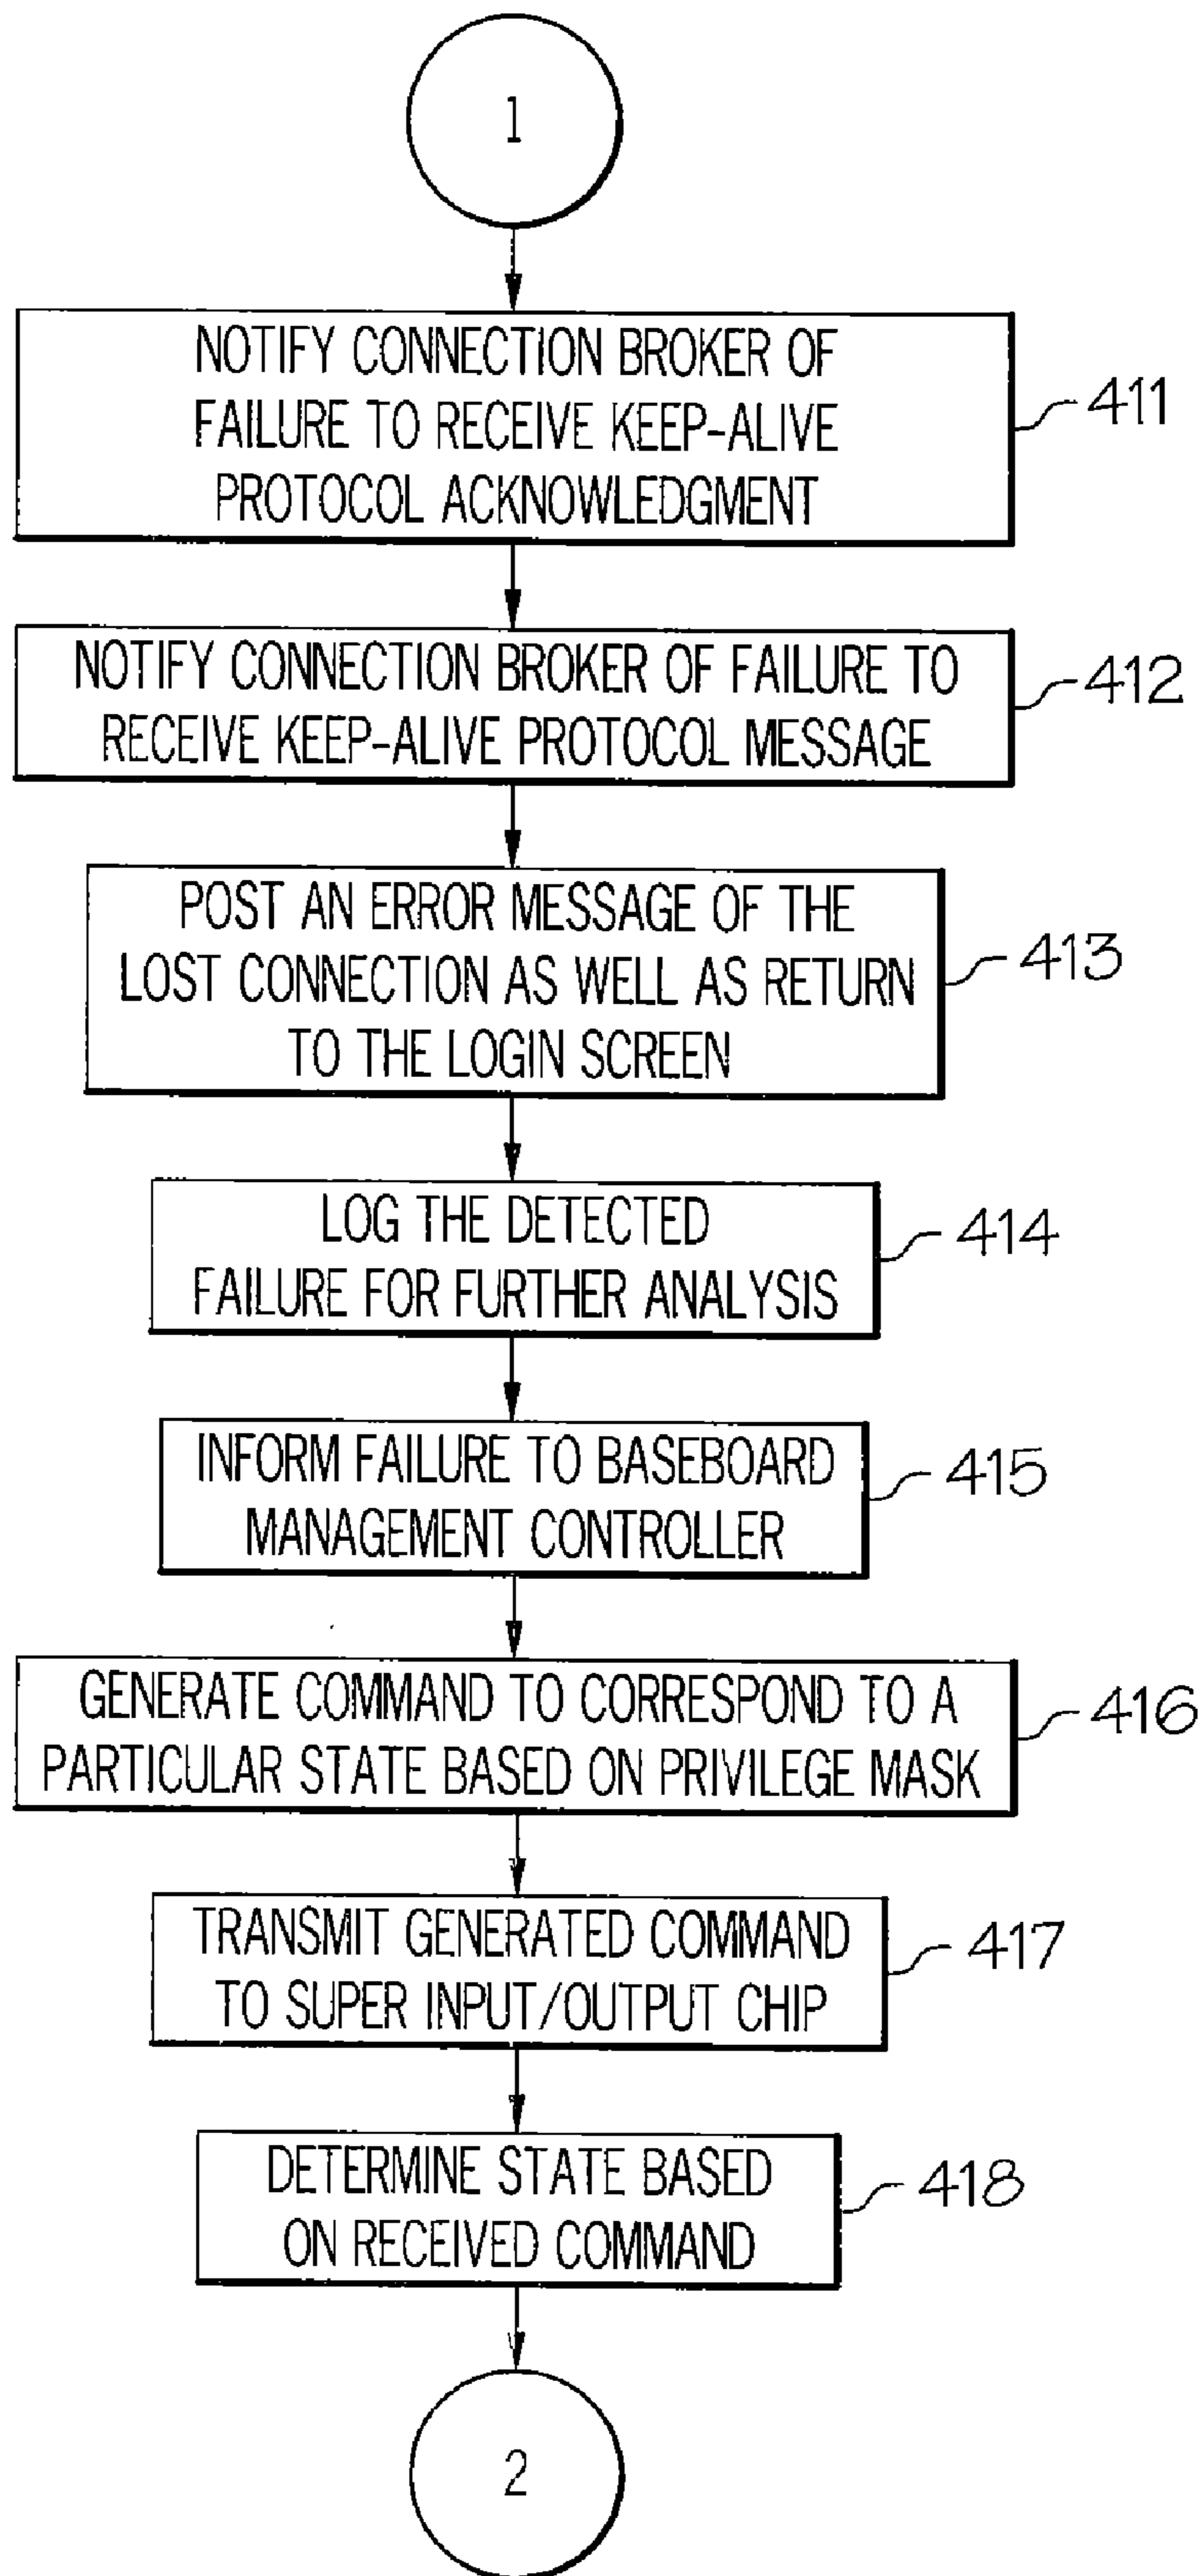 1
NOTIFY CONNECTION BROKER OF
FAILURE TO RECEIVE KEEP-ALIVE
PROTOCOL ACKNOWLEDGMENT
411
NOTIFY CONNECTION BROKER OF FAILURE TO
RECEIVE KEEP-ALIVE PROTOCOL MESSAGE
412
POST AN ERROR MESSAGE OF THE
LOST CONNECTION AS WELL AS RETURN
TO THE LOGIN SCREEN
413
LOG THE DETECTED
FAILURE FOR FURTHER ANALYSIS
414
INFORM FAILURE TO BASEBOARD
MANAGEMENT CONTROLLER
415
GENERATE COMMAND TO CORRESPOND TO A
PARTICULAR STATE BASED ON PRIVILEGE MASK
416
TRANSMIT GENERATED COMMAND
TO SUPER INPUT/OUTPUT CHIP
417
DETERMINE STATE BASED
ON RECEIVED COMMAND
418
2